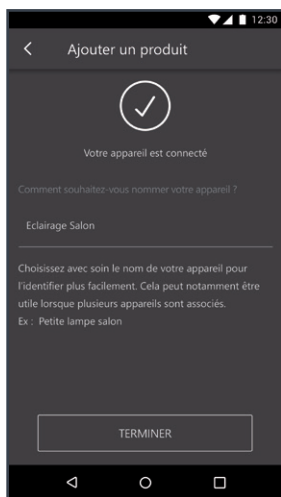 12:30
Ajouter un produit
Votre appareil est connecté
Comment souhaitez-vous nommer votre appareil ?
Eclairage Salon
Choisissez avec soin le nom de votre appareil pour
l'identifier plus facilement. Cela peut notamment être
utile lorsque plusieurs appareils sont associés.
Ex : Petite lampe salon
TERMINER